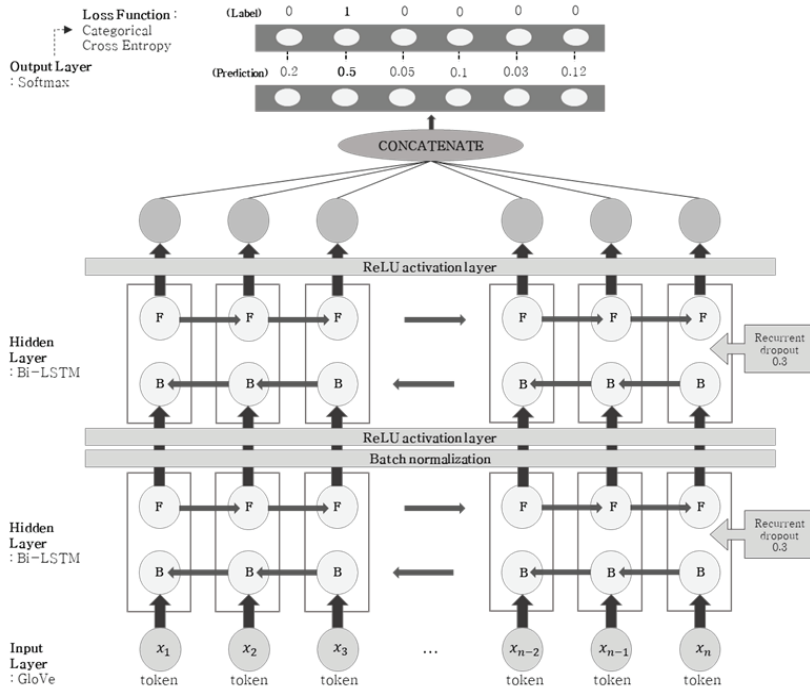 Loss Function :
Categorical
Cross Entropy
(Label) 0 1 0 0 0 0
Output Layer
: Softmax
(Prediction) 0.2 0.5 0.05 0.1 0.03 0.12
CONCATENATE
ReLU activation layer
F F F F F F
Hidden
Layer
: Bi-LSTM
Recurrent
dropout
0.3
B B B B B B
ReLU activation layer
Batch normalization
F F F F F F
Hidden
Layer
: Bi-LSTM
Recurrent
dropout
0.3
B B B B B B
Input
Layer
: GloVe
x₁ x₂ x₃ ... xₙ₋₂ xₙ₋₁ xₙ
token token token token token token